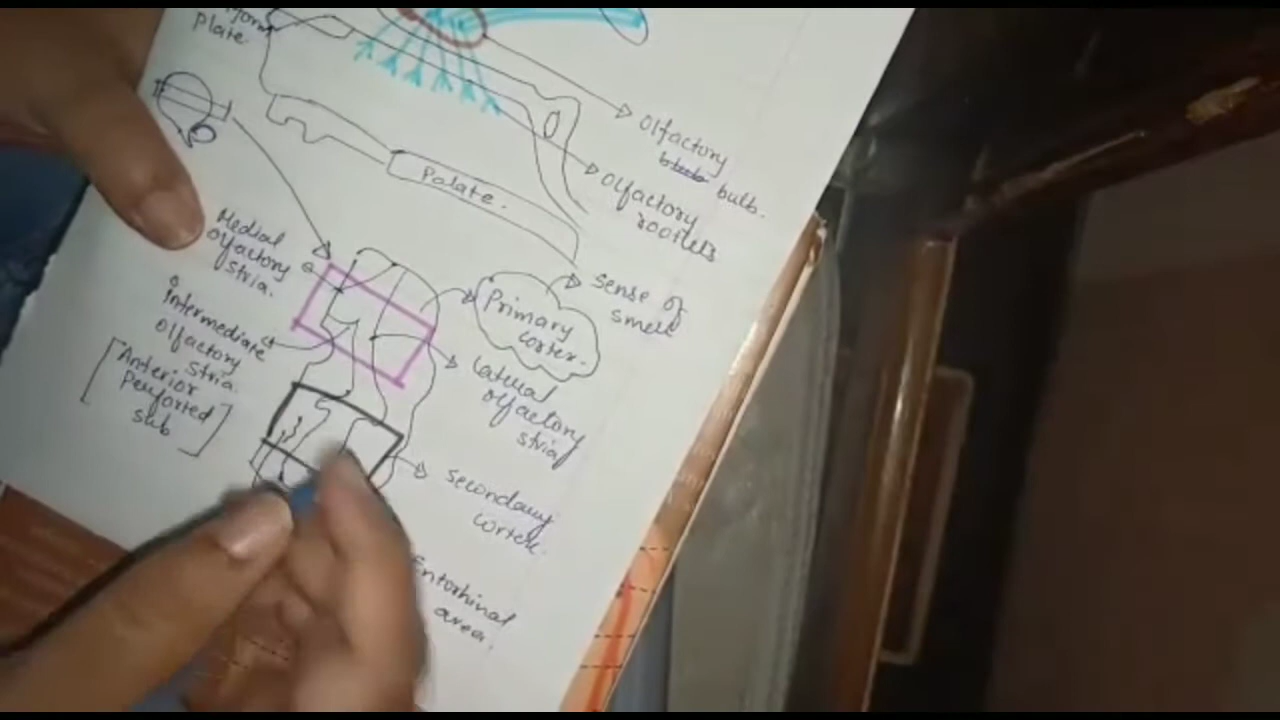 plate.
Olfactory
bulb.
Olfactory
rootlets
Palate.
Medial
olfactory
stria.
Sense of
smell
Primary
cortex.
intermediate
olfactory
stria.
[Anterior
Perforted
sub]
lateral
olfactory
stria
Secondary
cortex.
Entorhinal
area.